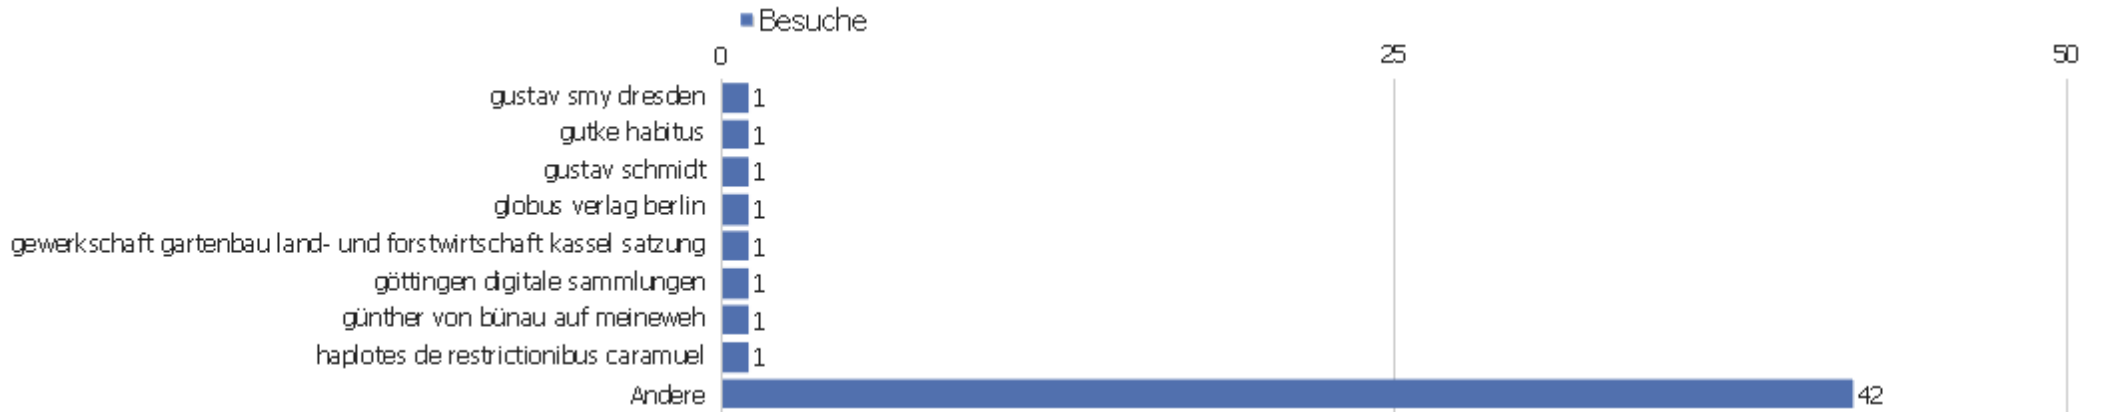 Besuche
0 25 50
gustav smy dresden 1
gutke habitus 1
gustav schmidt 1
globus verlag berlin 1
gewerkschaft gartenbau land- und forstwirtschaft kassel satzung 1
göttingen digitale sammlungen 1
günther von bünau auf meineweh 1
haplotes de restrictionibus caramuel 1
Andere 42